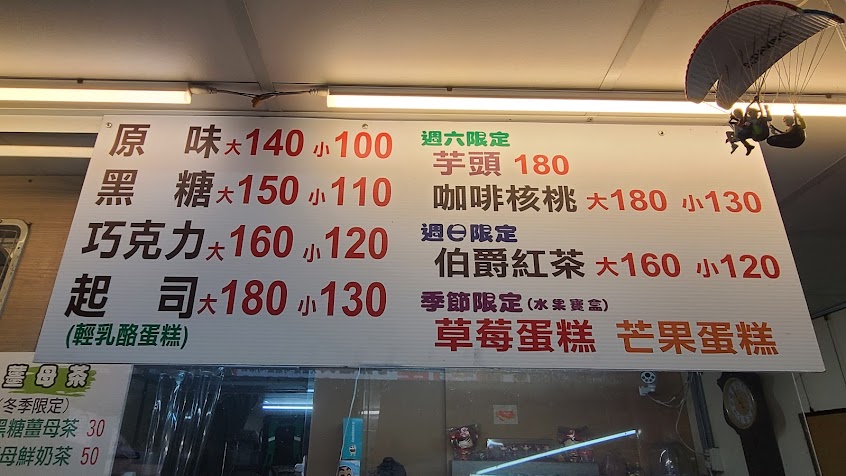 原味 大140 小100
黑糖 大150 小110
巧克力 大160 小120
起司 大180 小130
(輕乳酪蛋糕)
週六限定
芋頭 180
咖啡核桃 大180 小130
週日限定
伯爵紅茶 大160 小120
季節限定(水果寶盒)
草莓蛋糕 芒果蛋糕
薑母茶
(冬季限定)
黑糖薑母茶 30
母鮮奶茶 50